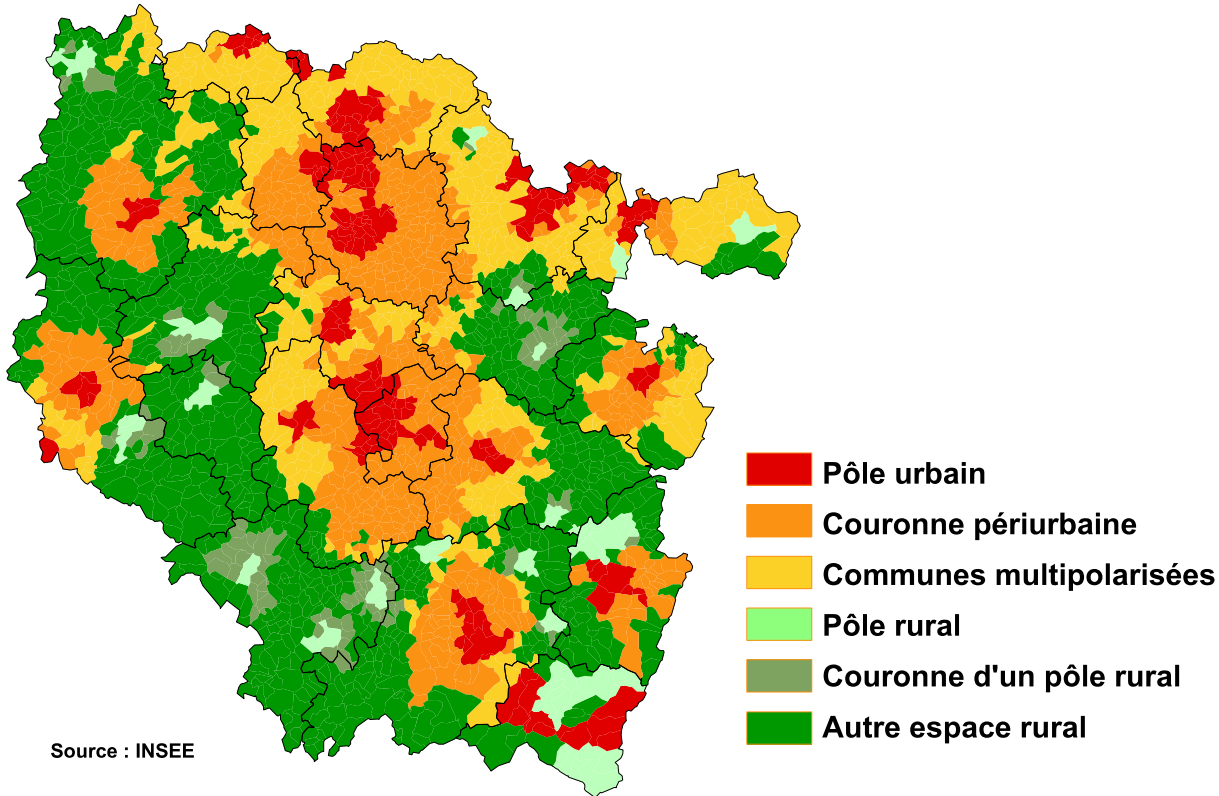 Pôle urbain
Couronne périurbaine
Communes multipolarisées
Pôle rural
Couronne d'un pôle rural
Autre espace rural
Source : INSEE